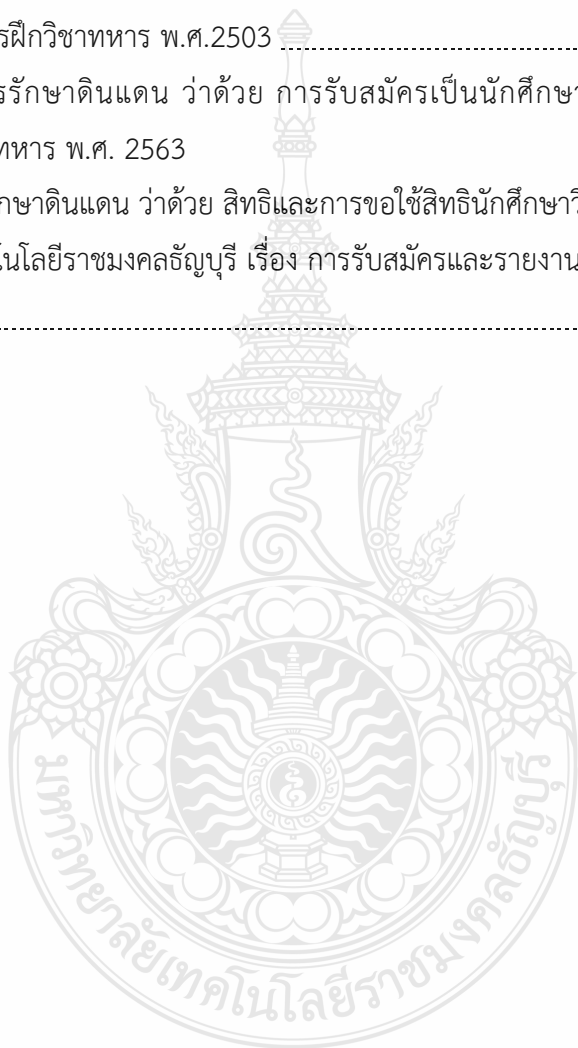 รฝึกวิชาทหาร พ.ศ.2503
รรักษาดินแดน ว่าด้วย การรับสมัครเป็นนักศึกษา
ทหาร พ.ศ. 2563
กษาดินแดน ว่าด้วย สิทธิและการขอใช้สิทธินักศึกษาวิ
นโลยีราชมงคลธัญบุรี เรื่อง การรับสมัครและรายงาน
มหาวิทยาลัยเทคโนโลยีราชมงคลธัญบุรี